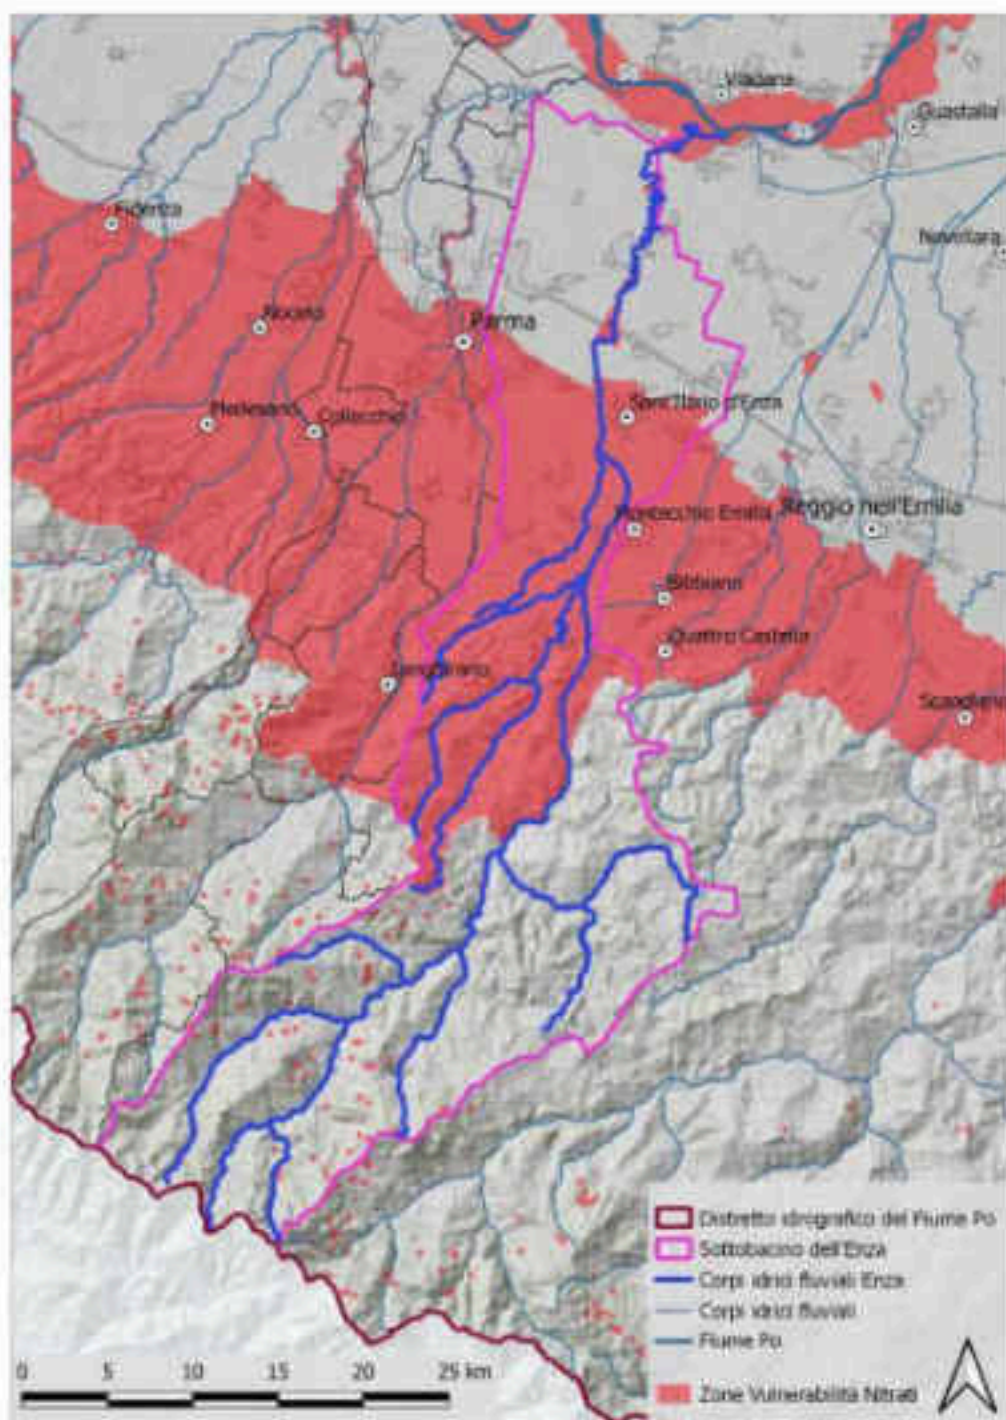 Viadana
Guastalla
Fidenza
Novellara
Noceto
Parma
Medesano
Collecchio
Sant'Ilario d'Enza
Montecchio Emilia
Reggio nell'Emilia
Bibbiano
Quattro Castella
Langhirano
Scandiano
Distretto idrografico del Fiume Po
Sottobacino dell'Enza
Corpi idrici fluviali Enza
Corpi idrici fluviali
Fiume Po
Zone Vulnerabilità Nitrati
0 5 10 15 20 25 km